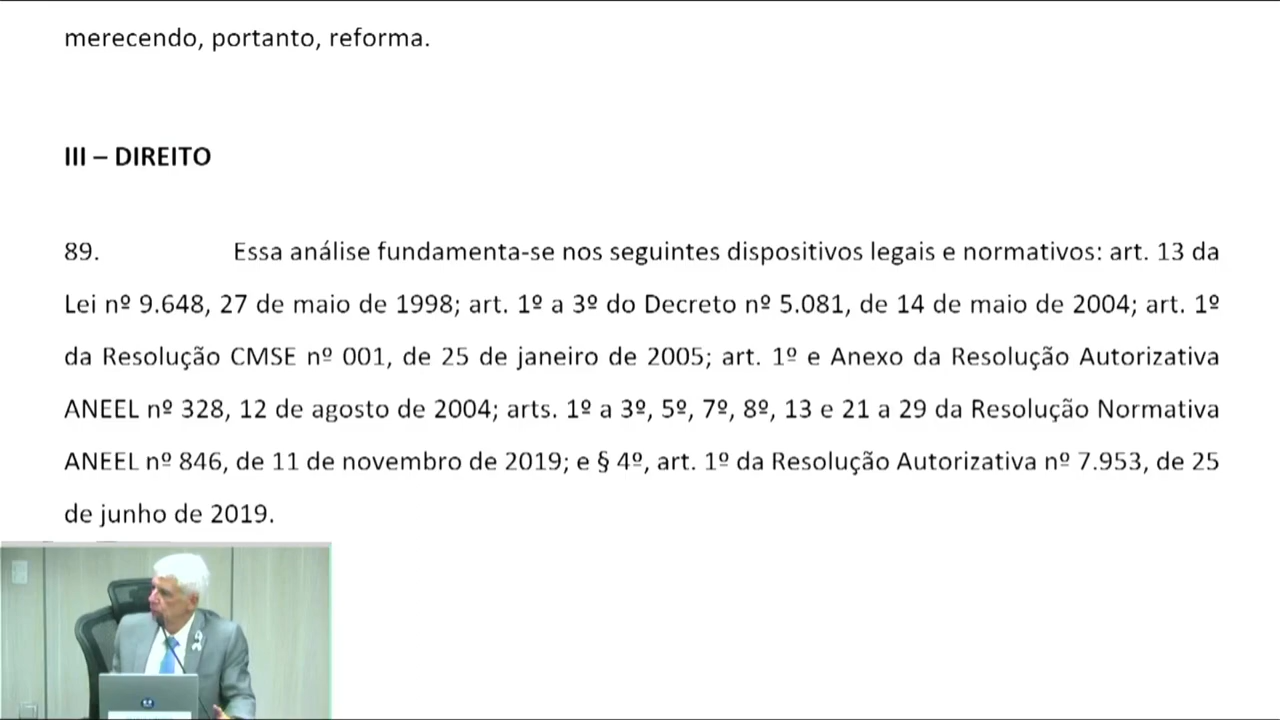 merecendo, portanto, reforma.
III – DIREITO
89. Essa análise fundamenta-se nos seguintes dispositivos legais e normativos: art. 13 da
Lei nº 9.648, 27 de maio de 1998; art. 1º a 3º do Decreto nº 5.081, de 14 de maio de 2004; art. 1º
da Resolução CMSE nº 001, de 25 de janeiro de 2005; art. 1º e Anexo da Resolução Autorizativa
ANEEL nº 328, 12 de agosto de 2004; arts. 1º a 3º, 5º, 7º, 8º, 13 e 21 a 29 da Resolução Normativa
ANEEL nº 846, de 11 de novembro de 2019; e § 4º, art. 1º da Resolução Autorizativa nº 7.953, de 25
de junho de 2019.